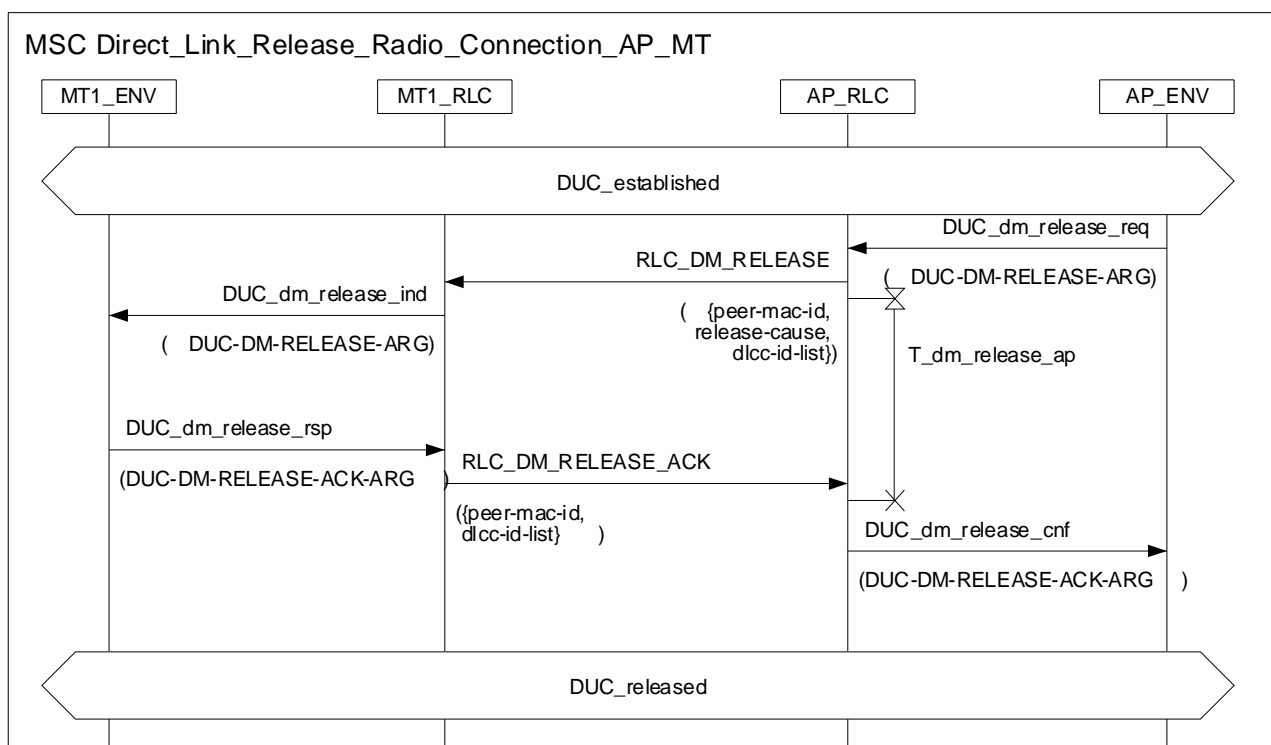 MSC Direct_Link_Release_Radio_Connection_AP_MT
MT1_ENV
MT1_RLC
AP_RLC
AP_ENV
DUC_established
DUC_dm_release_req
( DUC-DM-RELEASE-ARG)
RLC_DM_RELEASE
( {peer-mac-id,
release-cause,
dlcc-id-list})
DUC_dm_release_ind
( DUC-DM-RELEASE-ARG)
T_dm_release_ap
DUC_dm_release_rsp
(DUC-DM-RELEASE-ACK-ARG )
RLC_DM_RELEASE_ACK
({peer-mac-id,
dlcc-id-list} )
DUC_dm_release_cnf
(DUC-DM-RELEASE-ACK-ARG )
DUC_released